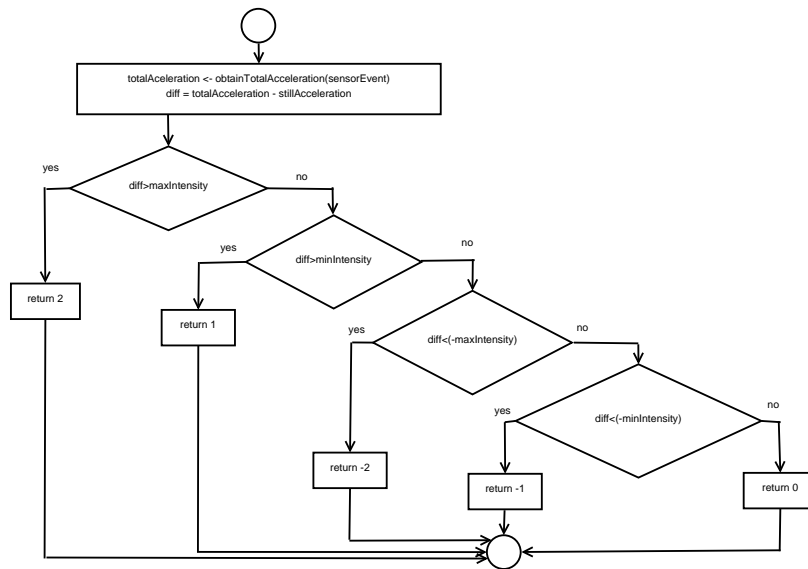 totalAceleration <- obtainTotalAcceleration(sensorEvent)
diff = totalAcceleration - stillAcceleration
yes
diff>maxIntensity
no
yes
diff>minIntensity
no
return 2
return 1
yes
diff<(-maxIntensity)
no
yes
diff<(-minIntensity)
no
return -2
return -1
return 0